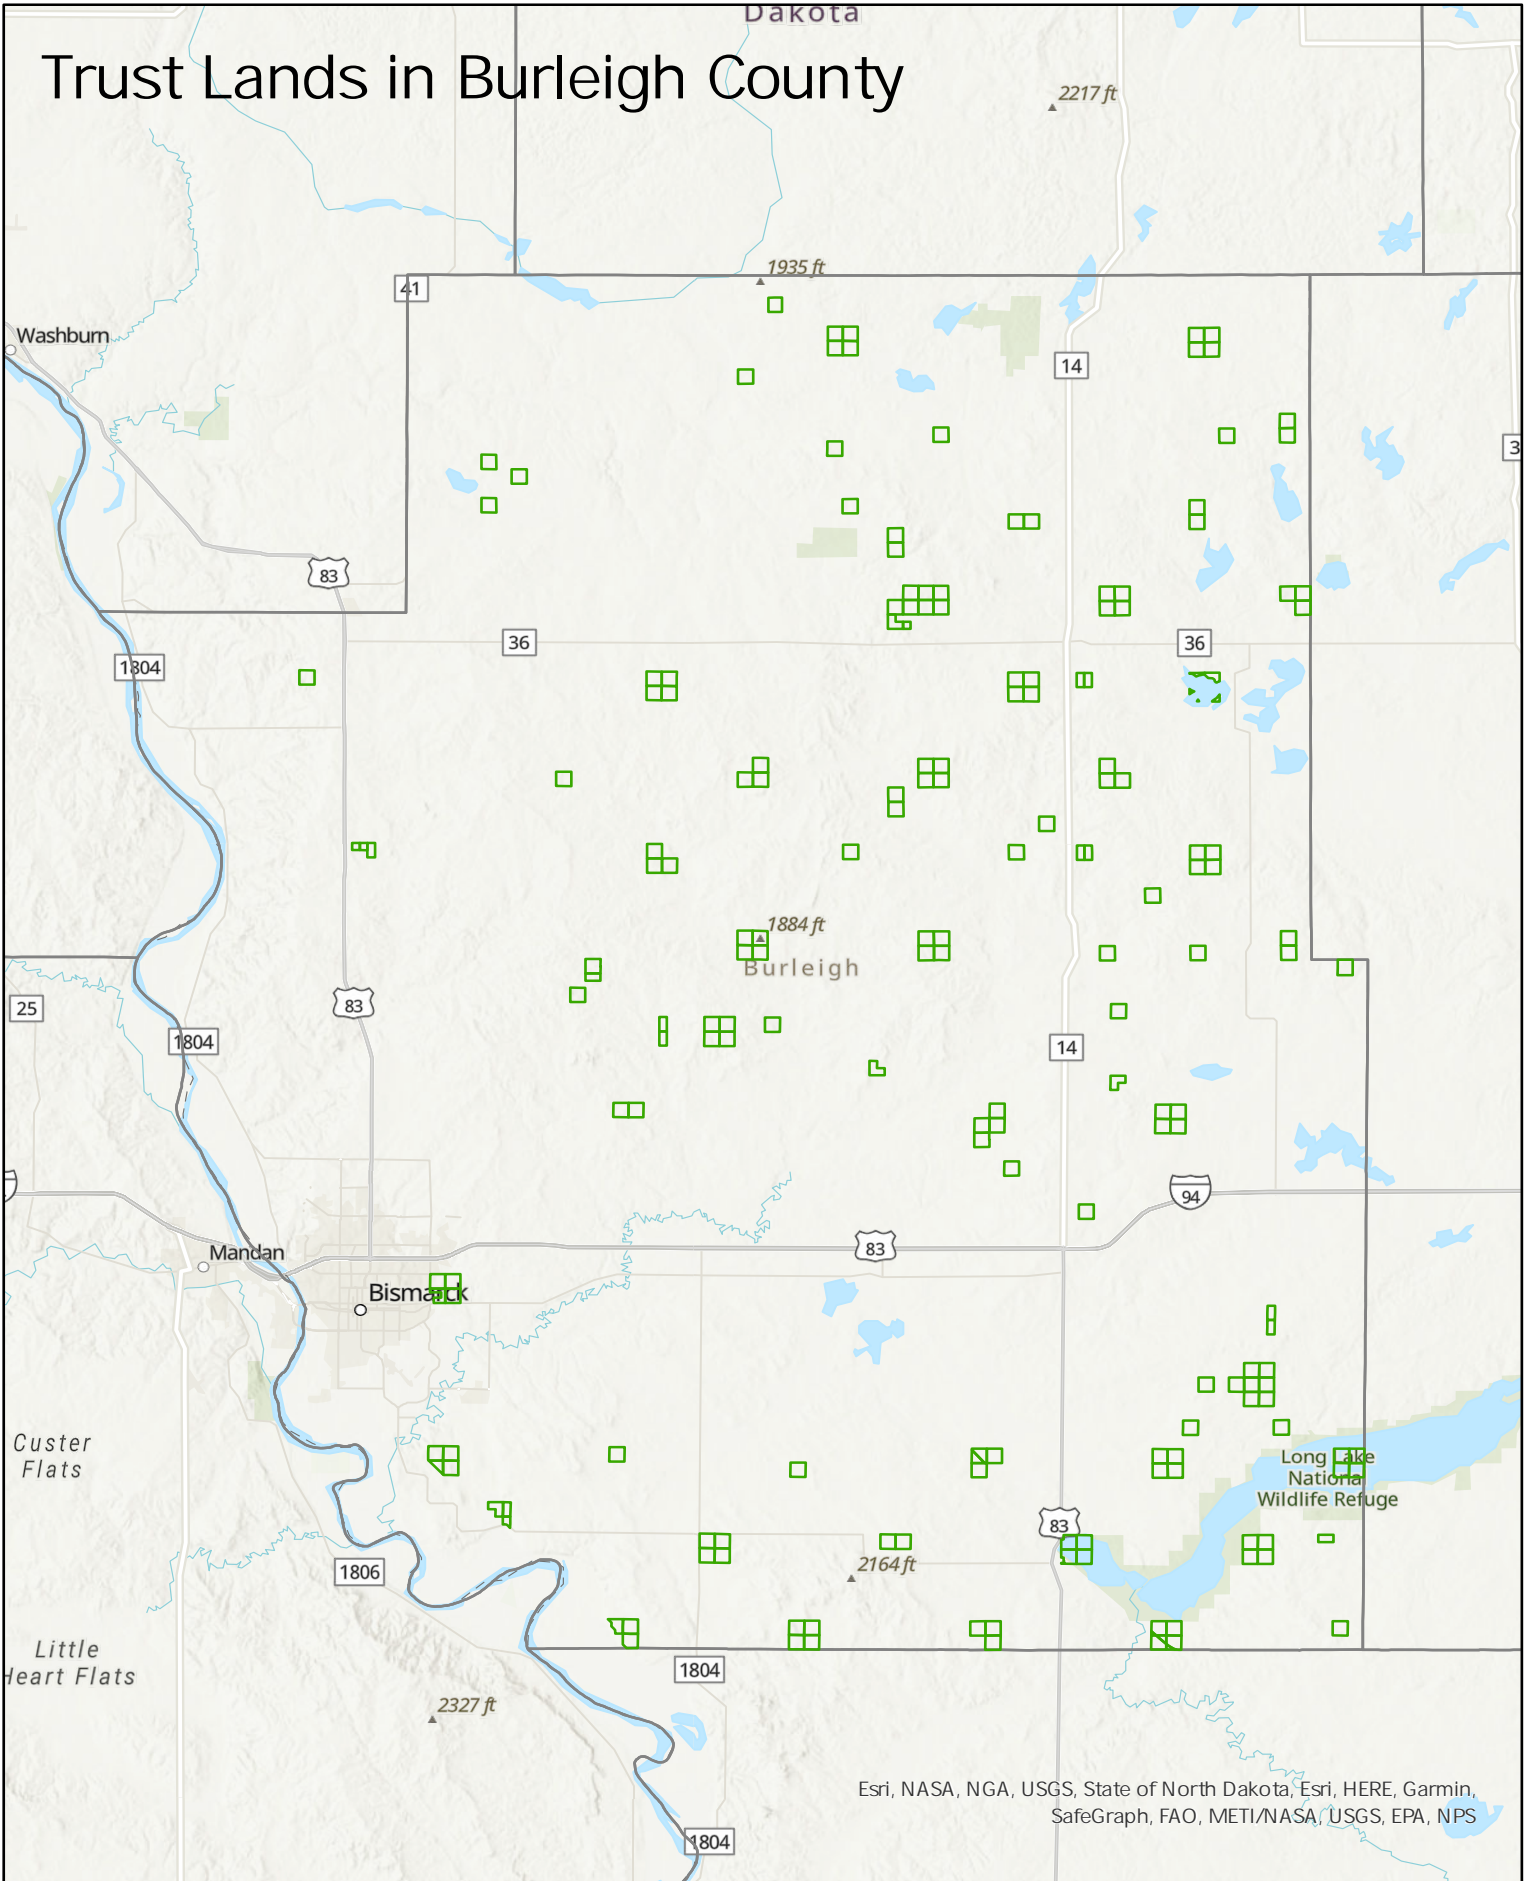 Dakota
Trust Lands in Burleigh County
2217 ft
1935 ft
41
Washburn
14
3
83
36
36
1804
1884 ft
Burleigh
25
83
1804
14
94
83
Mandan
Bismarck
Custer
Flats
Long Lake
National
Wildlife Refuge
83
2164 ft
1806
Little
Heart Flats
1804
2327 ft
Esri, NASA, NGA, USGS, State of North Dakota, Esri, HERE, Garmin,
SafeGraph, FAO, METI/NASA, USGS, EPA, NPS
1804